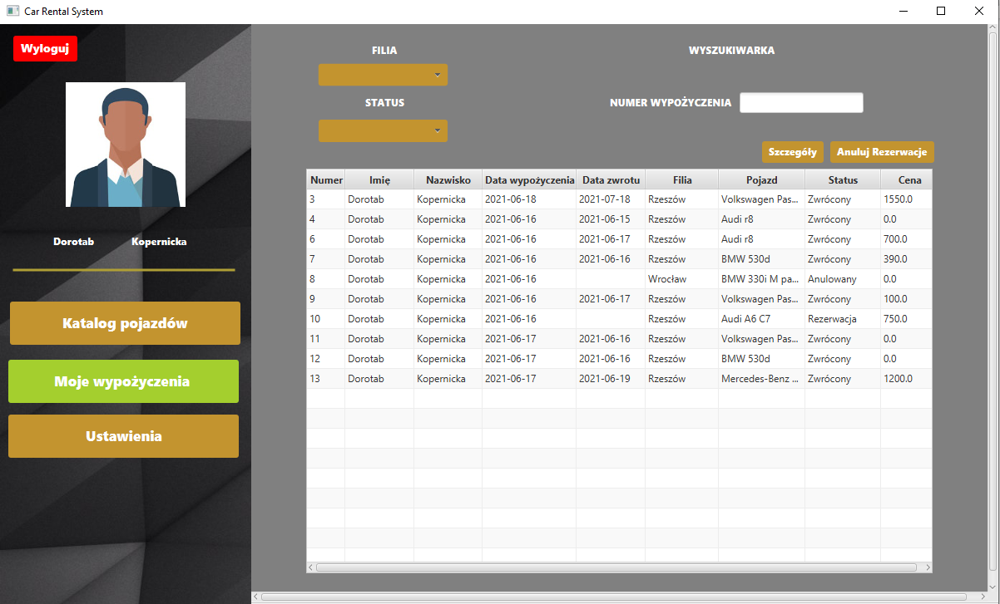 Car Rental System
Wyloguj
Dorotab Kopernicka
Katalog pojazdów
Moje wypożyczenia
Ustawienia
FILIA
STATUS
WYSZUKIWARKA
NUMER WYPOŻYCZENIA
Szczegóły Anuluj Rezerwacje
Numer Imię Nazwisko Data wypożyczenia Data zwrotu Filia Pojazd Status Cena
3 Dorotab Kopernicka 2021-06-18 2021-07-18 Rzeszów Volkswagen Pas... Zwrócony 1550.0
4 Dorotab Kopernicka 2021-06-16 2021-06-15 Rzeszów Audi r8 Zwrócony 0.0
6 Dorotab Kopernicka 2021-06-16 2021-06-17 Rzeszów Audi r8 Zwrócony 700.0
7 Dorotab Kopernicka 2021-06-16 2021-06-16 Rzeszów BMW 530d Zwrócony 390.0
8 Dorotab Kopernicka 2021-06-16 Wrocław BMW 330i M pa... Anulowany 0.0
9 Dorotab Kopernicka 2021-06-16 2021-06-17 Rzeszów Volkswagen Pas... Zwrócony 100.0
10 Dorotab Kopernicka 2021-06-16 Rzeszów Audi A6 C7 Rezerwacja 750.0
11 Dorotab Kopernicka 2021-06-17 2021-06-16 Rzeszów Volkswagen Pas... Zwrócony 0.0
12 Dorotab Kopernicka 2021-06-17 2021-06-16 Rzeszów BMW 530d Zwrócony 0.0
13 Dorotab Kopernicka 2021-06-17 2021-06-19 Rzeszów Mercedes-Benz ... Zwrócony 1200.0